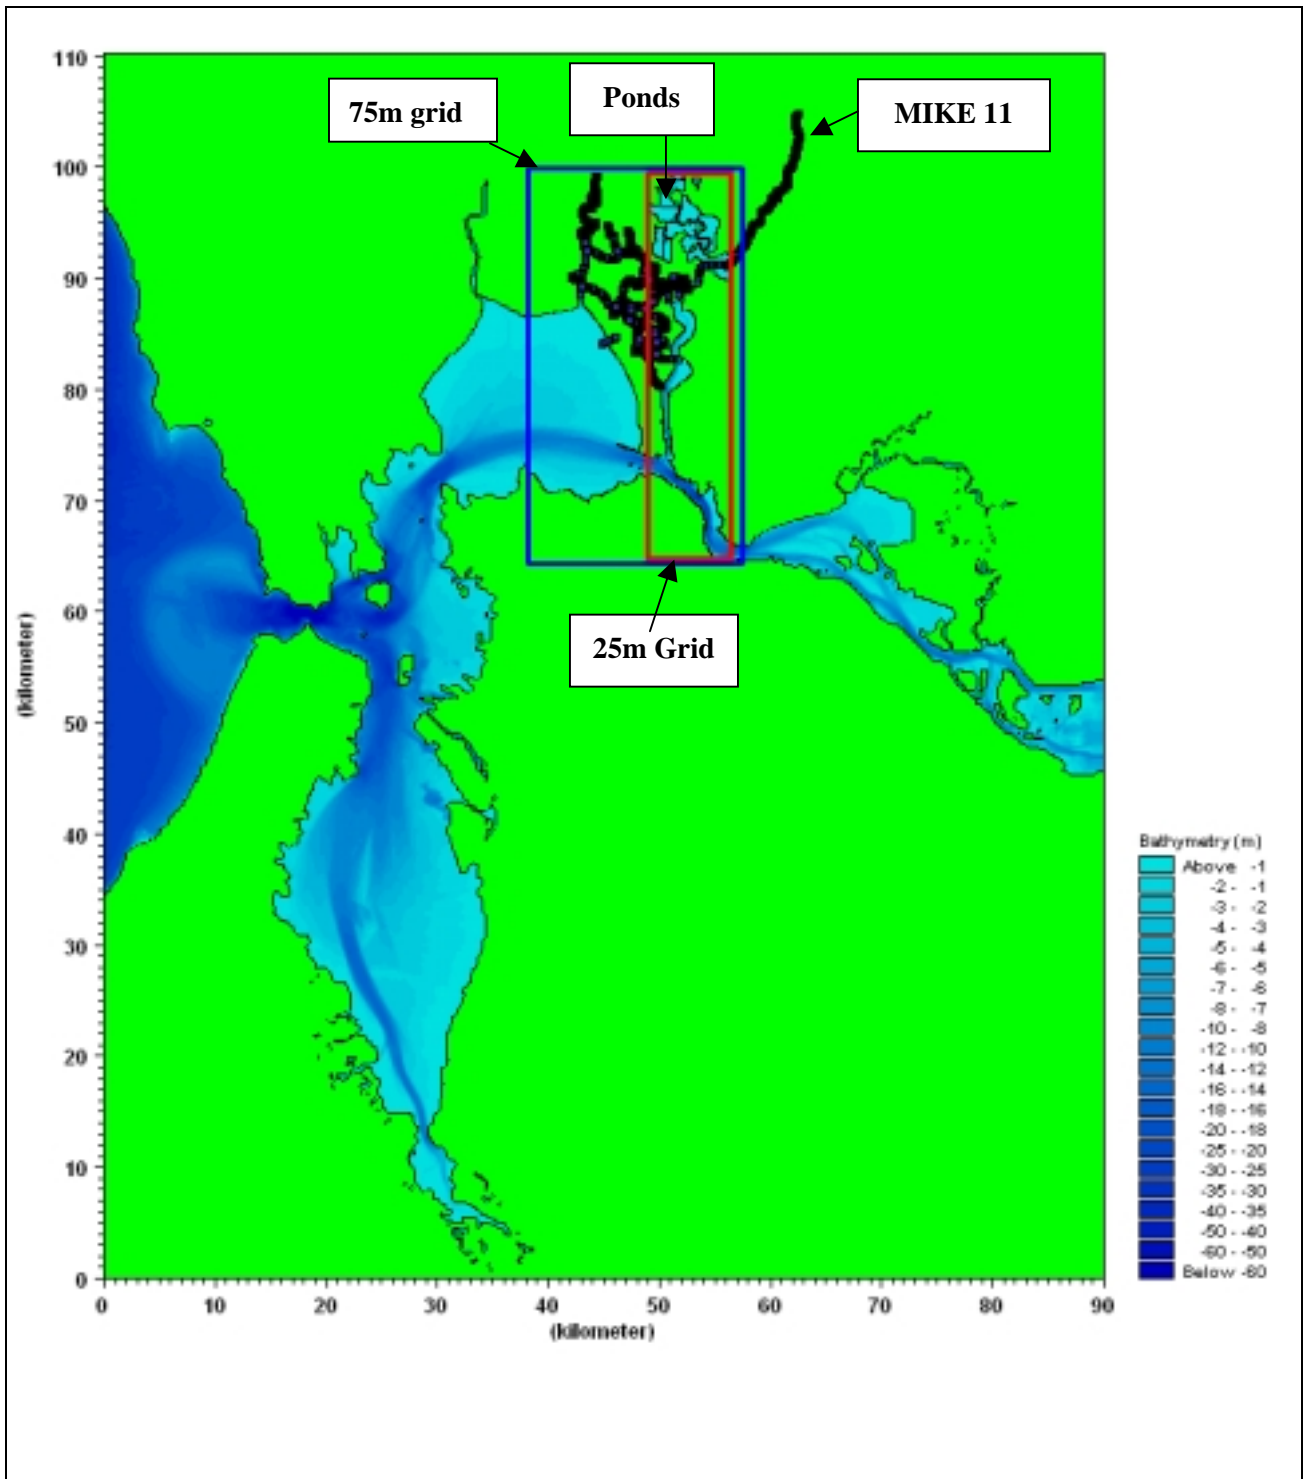 75m grid
Ponds
MIKE 11
25m Grid
110
100
90
80
70
60
50
40
30
20
10
0
(kilometer)
0 10 20 30 40 50 60 70 80 90
(kilometer)
Bathymetry (m)
Above -1
-2 - -1
-3 - -2
-4 - -3
-5 - -4
-6 - -5
-7 - -6
-8 - -7
-10 - -8
-12 - -10
-14 - -12
-16 - -14
-18 - -16
-20 - -18
-25 - -20
-30 - -25
-35 - -30
-40 - -35
-50 - -40
-60 - -50
Below -60